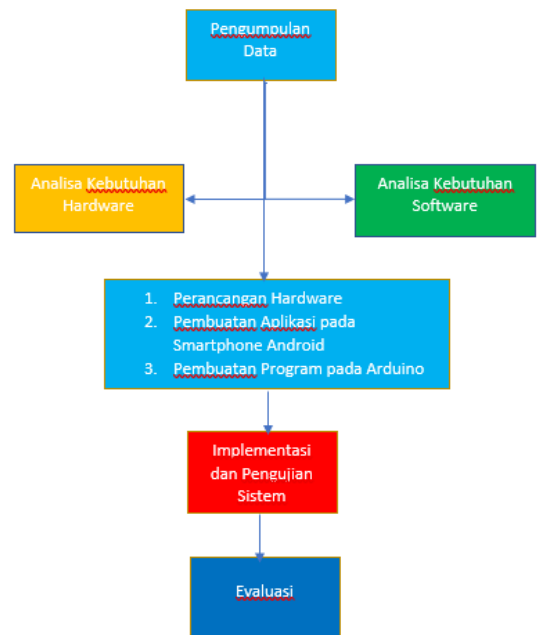 Pengumpulan
Data
Analisa Kebutuhan
Hardware
Analisa Kebutuhan
Software
1. Perancangan Hardware
2. Pembuatan Aplikasi pada
Smartphone Android
3. Pembuatan Program pada Arduino
Implementasi
dan Pengujian
Sistem
Evaluasi